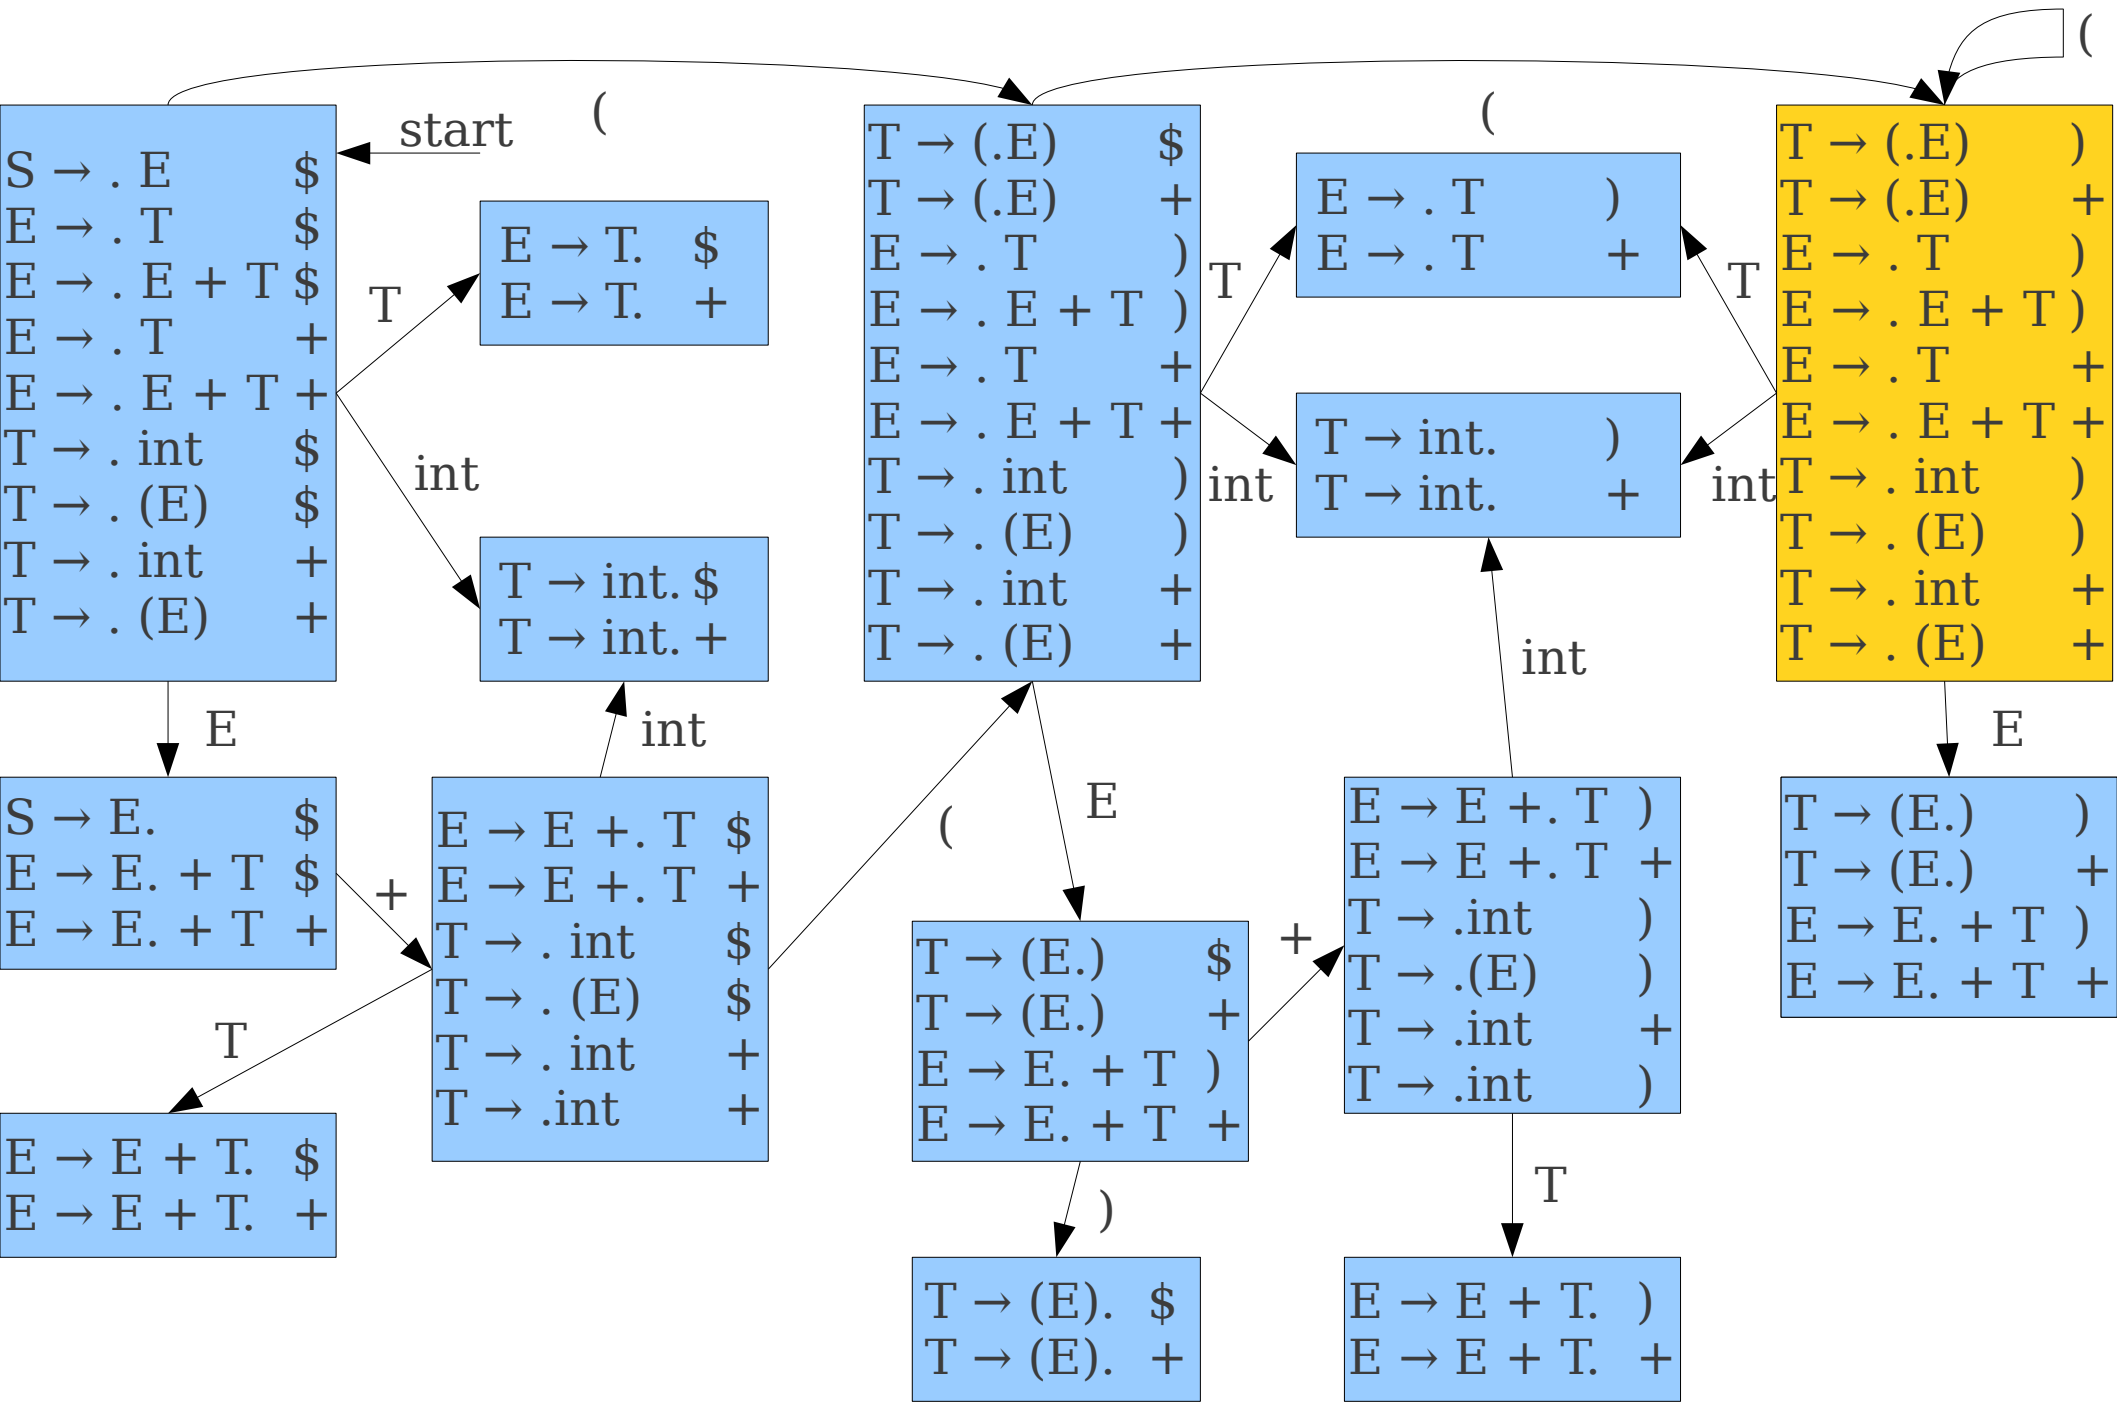 (
start
(
(
S → . E $
E → . T $
E → . E + T $
E → . T +
E → . E + T +
T → . int $
T → . (E) $
T → . int +
T → . (E) +
T
E → T. $
E → T. +
int
T → int. $
T → int. +
T → (.E) $
T → (.E) +
E → . T )
E → . E + T )
E → . T +
E → . E + T +
T → . int )
T → . (E) )
T → . int +
T → . (E) +
T
E → . T )
E → . T +
T
int
T → int. )
T → int. +
int
T → (.E) )
T → (.E) +
E → . T )
E → . E + T )
E → . T +
E → . E + T +
T → . int )
T → . (E) )
T → . int +
T → . (E) +
E
int
(
E
int
E
S → E. $
E → E. + T $
E → E. + T +
+
E → E +. T $
E → E +. T +
T → . int $
T → . (E) $
T → . int +
T → .int +
T
E → E + T. $
E → E + T. +
T → (E.) $
T → (E.) +
E → E. + T )
E → E. + T +
+
E → E +. T )
E → E +. T +
T → .int )
T → .(E) )
T → .int +
T → .int )
T → (E.) )
T → (E.) +
E → E. + T )
E → E. + T +
)
T
T → (E). $
T → (E). +
E → E + T. )
E → E + T. +